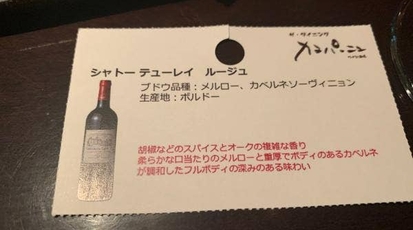 ザ・ダイニング
カンパーニュ
シャトー テューレイ　ルージュ
ブドウ品種：メルロー、カベルネソーヴィニョン
生産地：ボルドー
胡椒などのスパイスとオークの複雑な香り
柔らかな口当たりのメルローと重厚でボディのあるカベルネ
が調和したフルボディの深みのある味わい